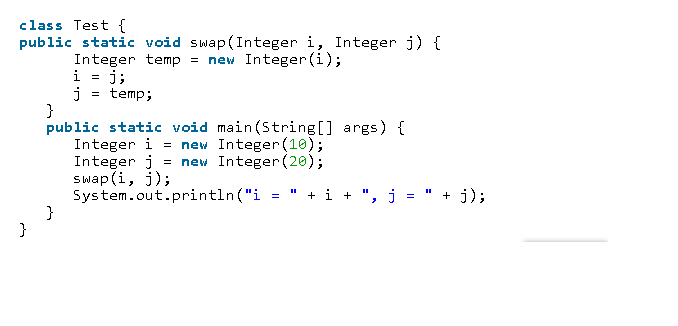 class Test {
public static void swap(Integer i, Integer j) {
      Integer temp = new Integer(i);
      i = j;
      j = temp;
   }
   public static void main(String[] args) {
      Integer i = new Integer(10);
      Integer j = new Integer(20);
      swap(i, j);
      System.out.println("i = " + i + ", j = " + j);
   }
}